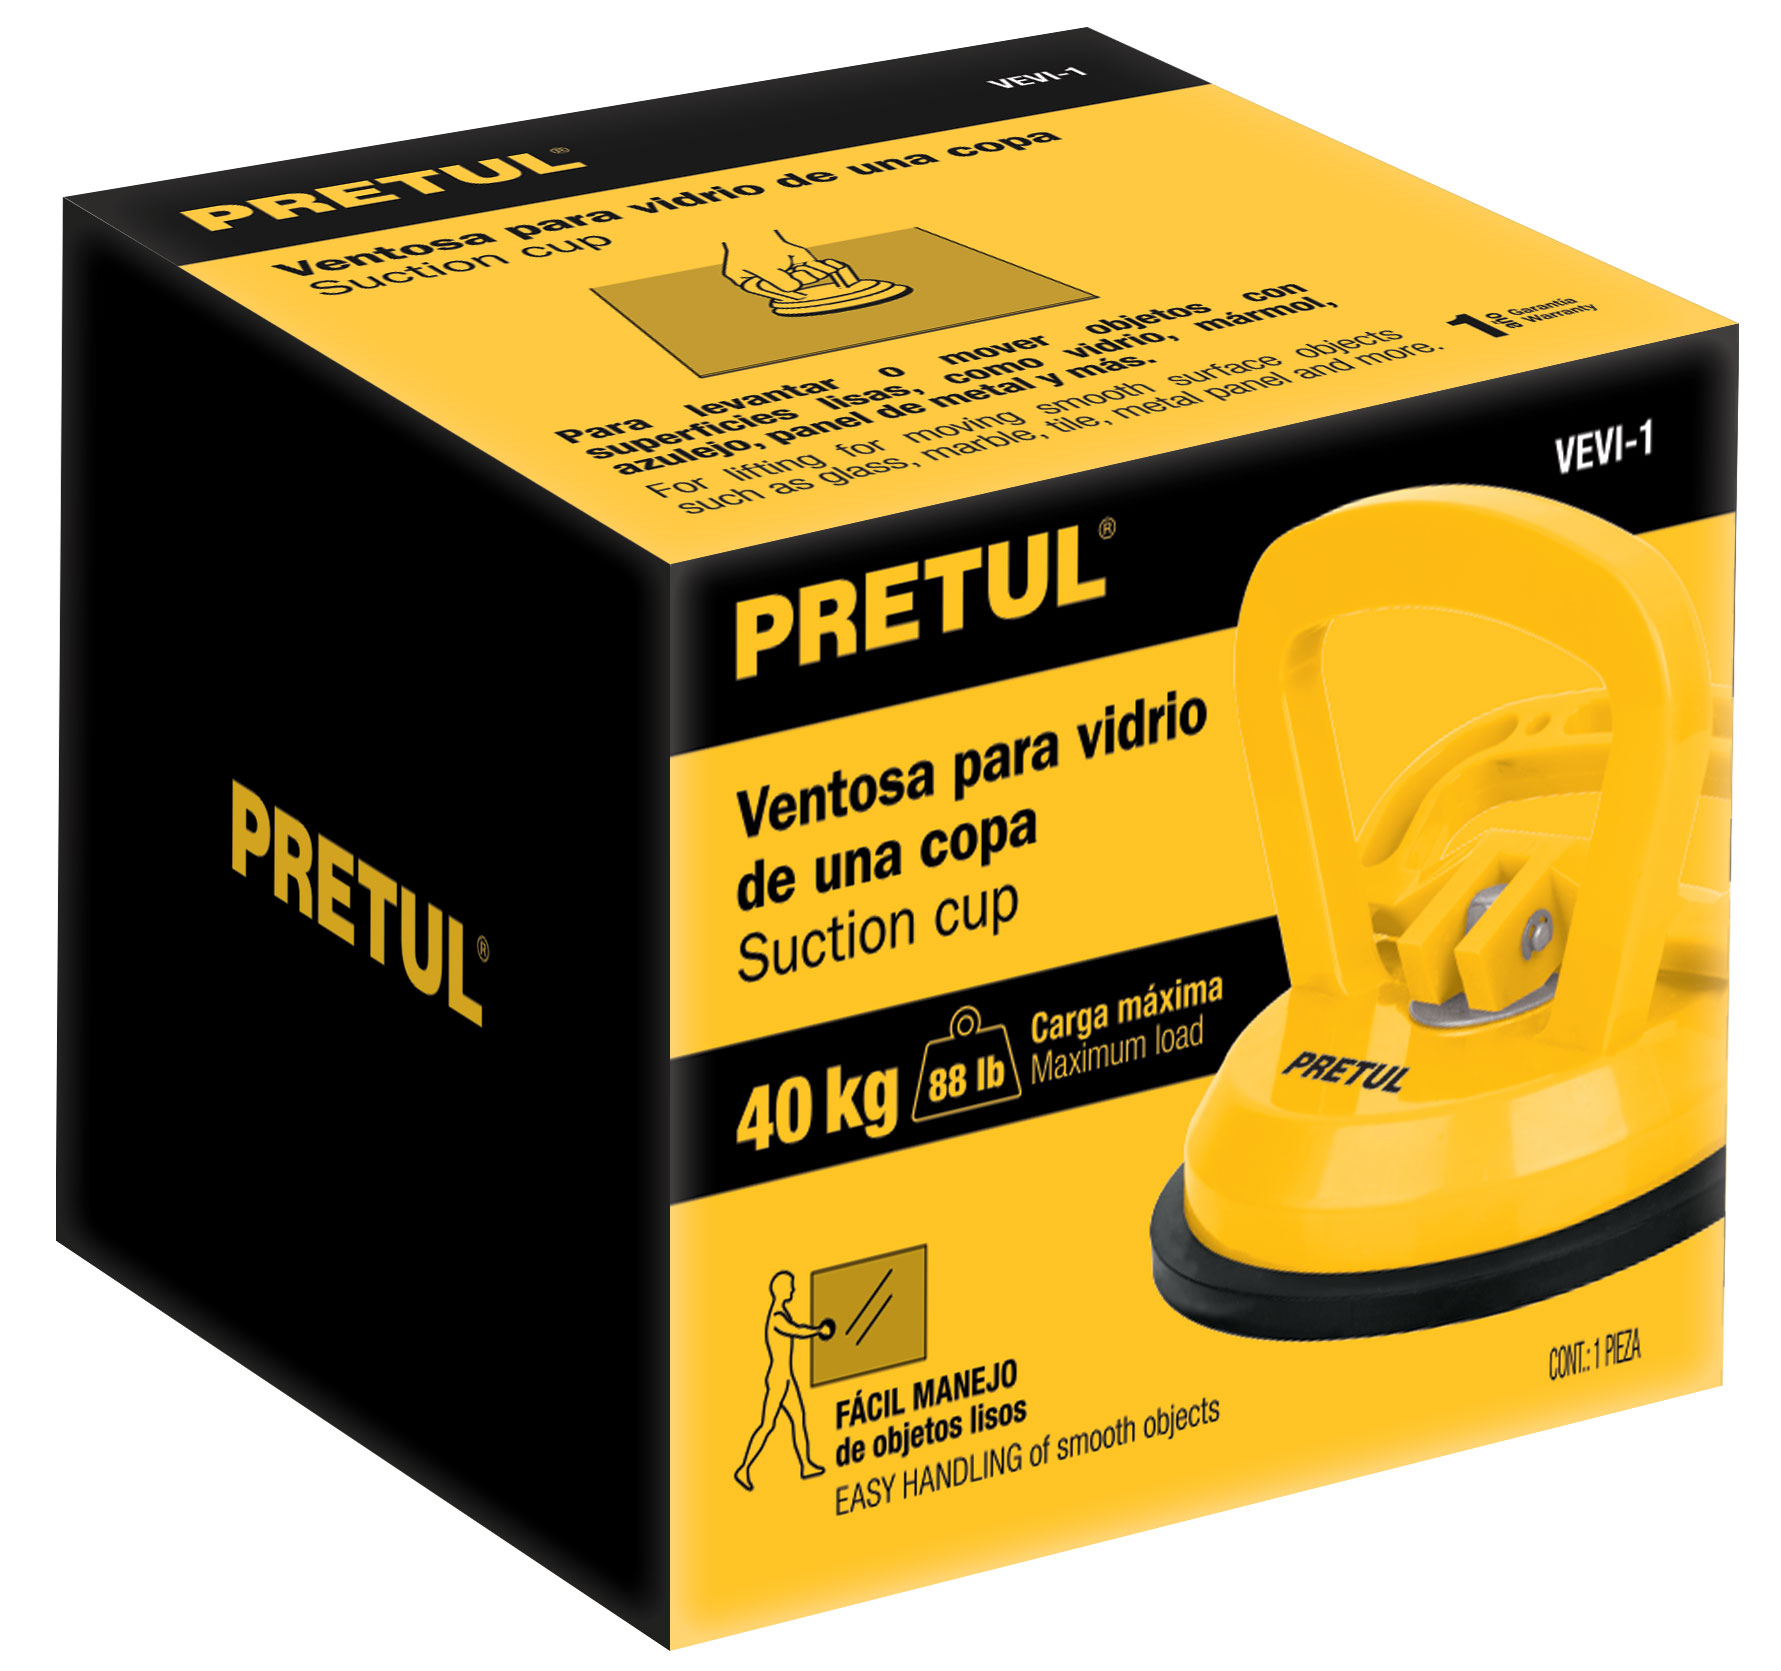 VEVI-1
PRETUL®
Ventosa para vidrio de una copa
Suction cup
Para levantar o mover objetos con
superficies lisas, como vidrio, mármol,
azulejo, panel de metal y más.
For lifting for moving smooth surface objects
such as glass, marble, tile, metal panel and more.
1 año Garantía
Warranty
PRETUL®
VEVI-1
PRETUL®
Ventosa para vidrio
de una copa
Suction cup
40 kg
88 lb
Carga máxima
Maximum load
PRETUL
FÁCIL MANEJO
de objetos lisos
EASY HANDLING of smooth objects
CONT.: 1 PIEZA